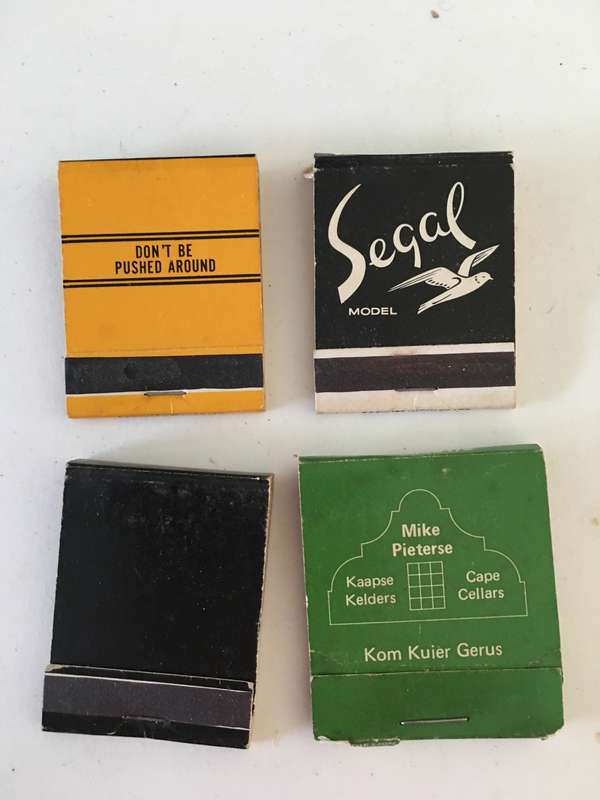 DON'T BE
PUSHED AROUND
Segal
MODEL
Mike
Pieterse
Kaapse
Kelders
Cape
Cellars
Kom Kuier Gerus